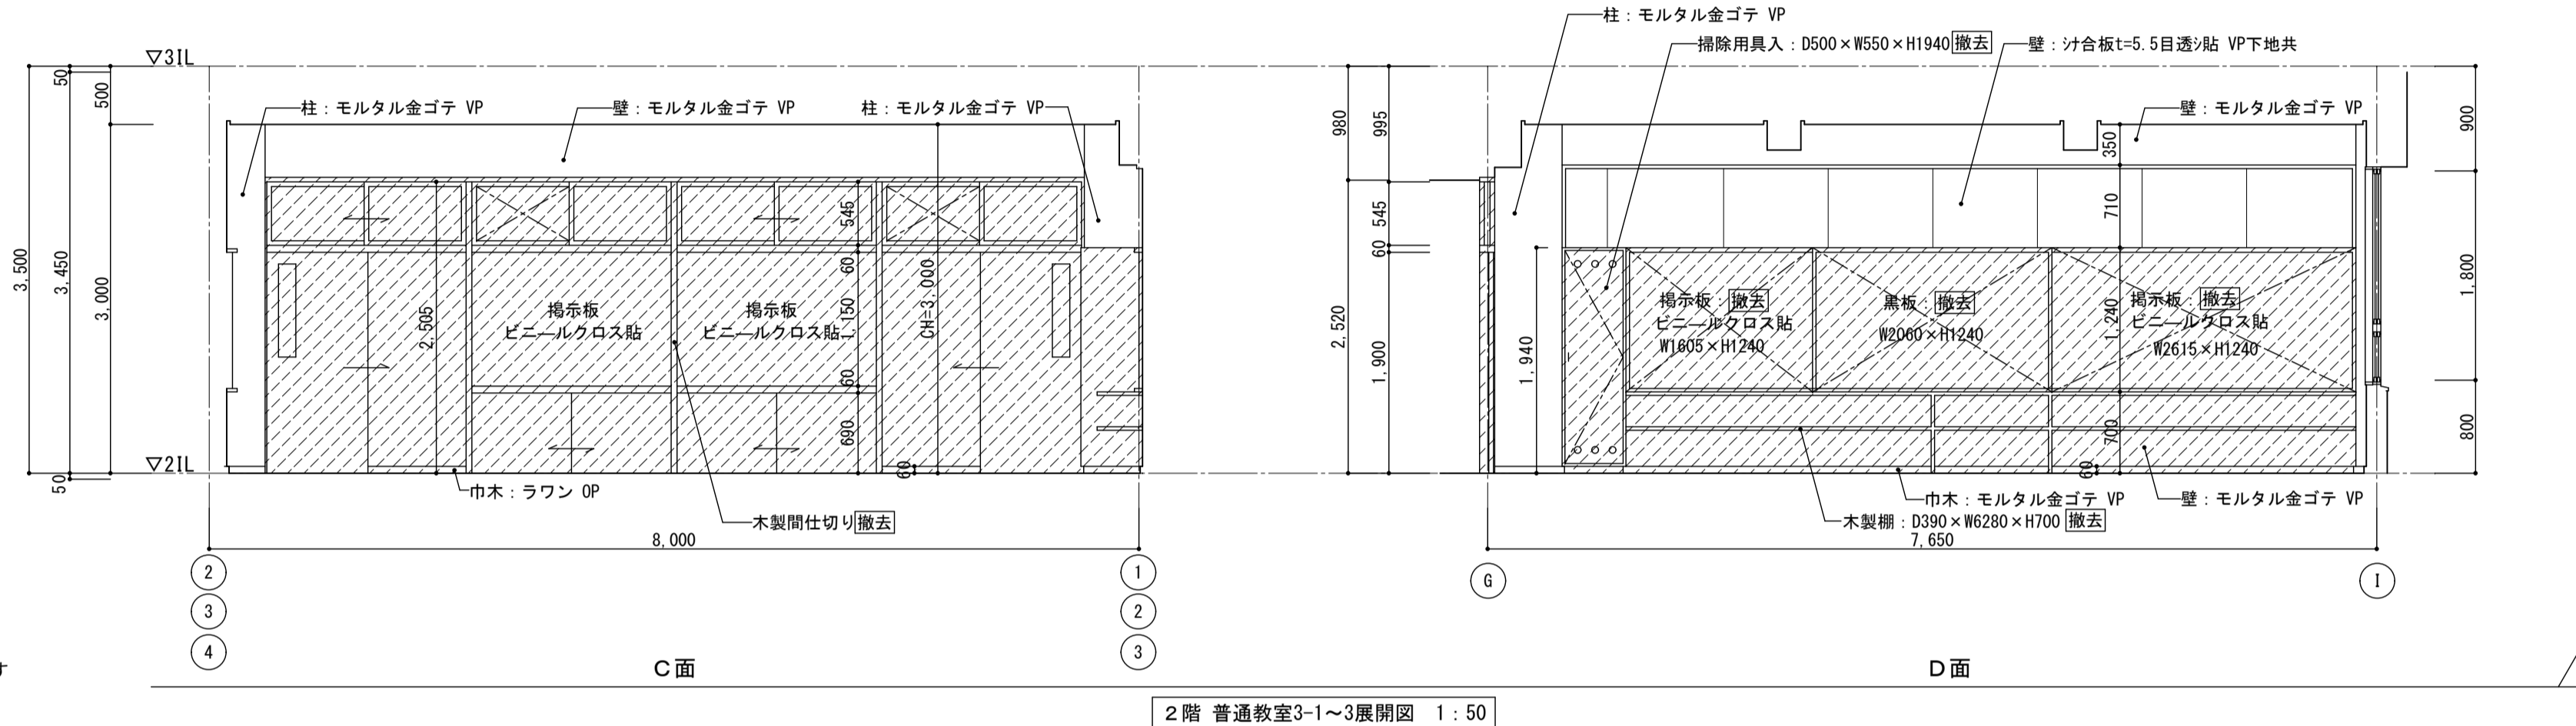 ▽3IL
50
500
3,500
3,450
3,000
50
▽2IL
柱：モルタル金ゴテ VP
壁：モルタル金ゴテ VP
柱：モルタル金ゴテ VP
545
60
1,150
60
690
2,505
CH=3,000
60
掲示板
ビニールクロス貼
掲示板
ビニールクロス貼
巾木：ラワン OP
木製間仕切り 撤去
8,000
2
3
4
1
2
3
C面
柱：モルタル金ゴテ VP
掃除用具入：D500×W550×H1940 撤去
壁：シナ合板t=5.5目透シ貼 VP下地共
壁：モルタル金ゴテ VP
980
995
545
60
2,520
1,900
1,940
350
710
1,240
700
60
900
1,800
800
掲示板：撤去
ビニールクロス貼
W1605×H1240
黒板：撤去
W2060×H1240
掲示板：撤去
ビニールクロス貼
W2615×H1240
巾木：モルタル金ゴテ VP
壁：モルタル金ゴテ VP
木製棚：D390×W6280×H700 撤去
7,650
G
I
D面
2階 普通教室3-1～3展開図 1：50